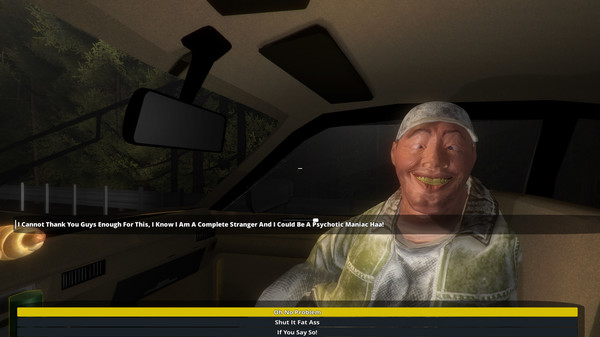 I Cannot Thank You Guys Enough For This, I Know I Am A Complete Stranger And I Could Be A Psychotic Maniac Haa!
Oh No Problem
Shut It Fat Ass
If You Say So!